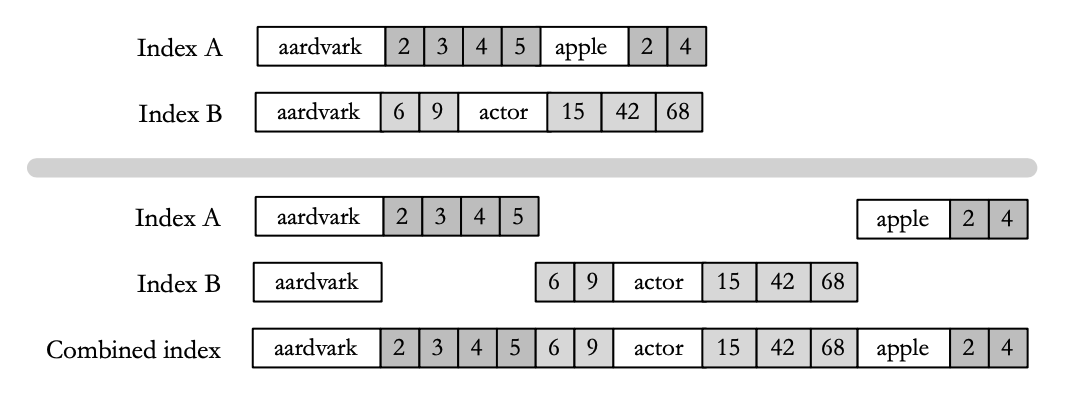 Index A aardvark 2 3 4 5 apple 2 4
Index B aardvark 6 9 actor 15 42 68
Index A aardvark 2 3 4 5 apple 2 4
Index B aardvark 6 9 actor 15 42 68
Combined index aardvark 2 3 4 5 6 9 actor 15 42 68 apple 2 4